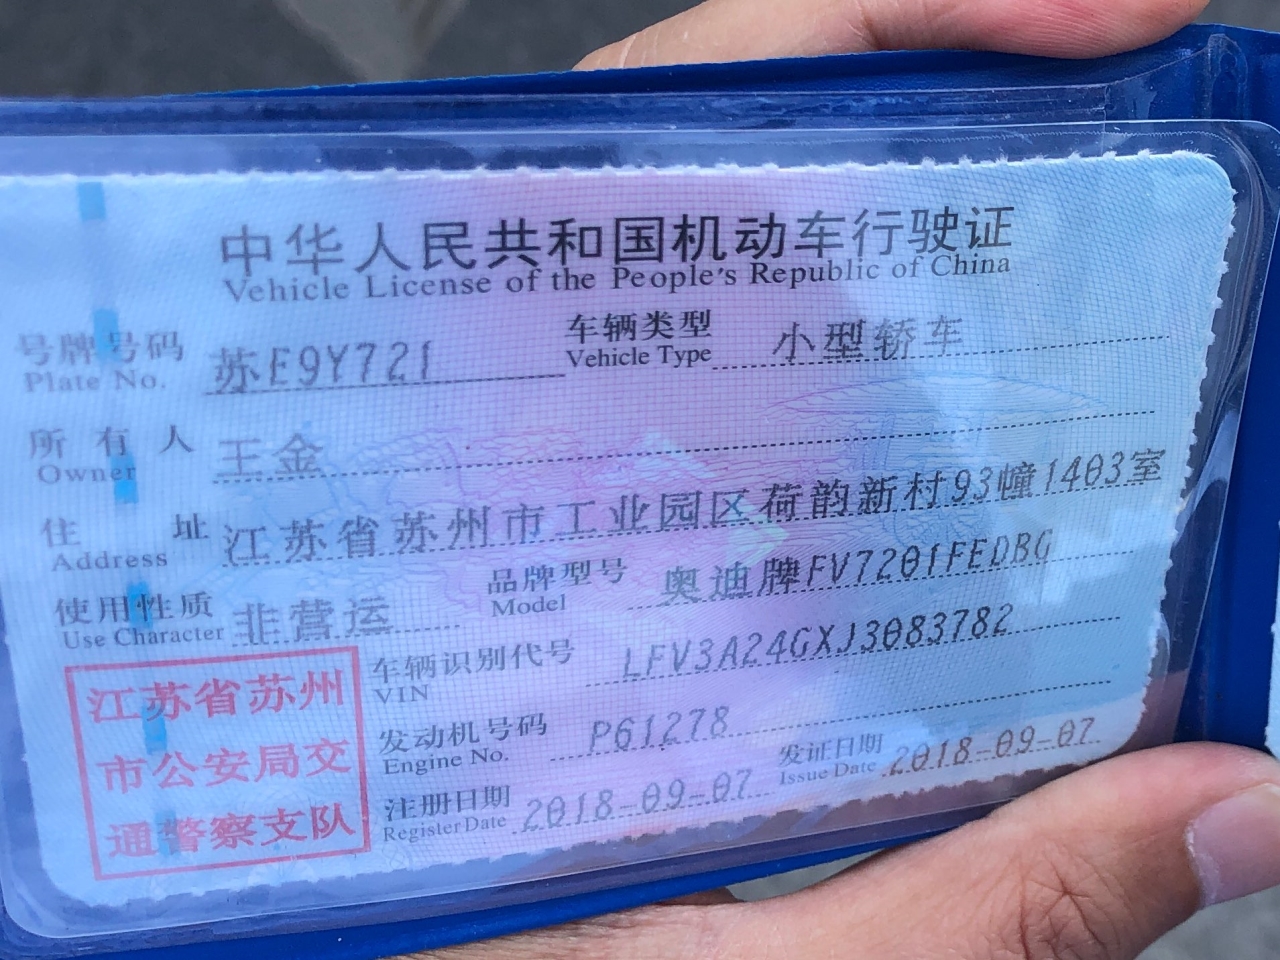 中华人民共和国机动车行驶证
Vehicle License of the People's Republic of China
号牌号码 苏E9Y721 车辆类型 小型轿车
Plate No. Vehicle Type
所有人 王金
Owner
住址 江苏省苏州市工业园区荷韵新村93幢1403室
Address
使用性质 非营运 品牌型号 奥迪牌FV7201FEDBG
Use Character Model
车辆识别代号 LFV3A24GXJ3083782
VIN
发动机号码 P61278
Engine No.
发证日期 2018-09-07
Issue Date
注册日期 2018-09-07
Register Date
江苏省苏州
市公安局交
通警察支队